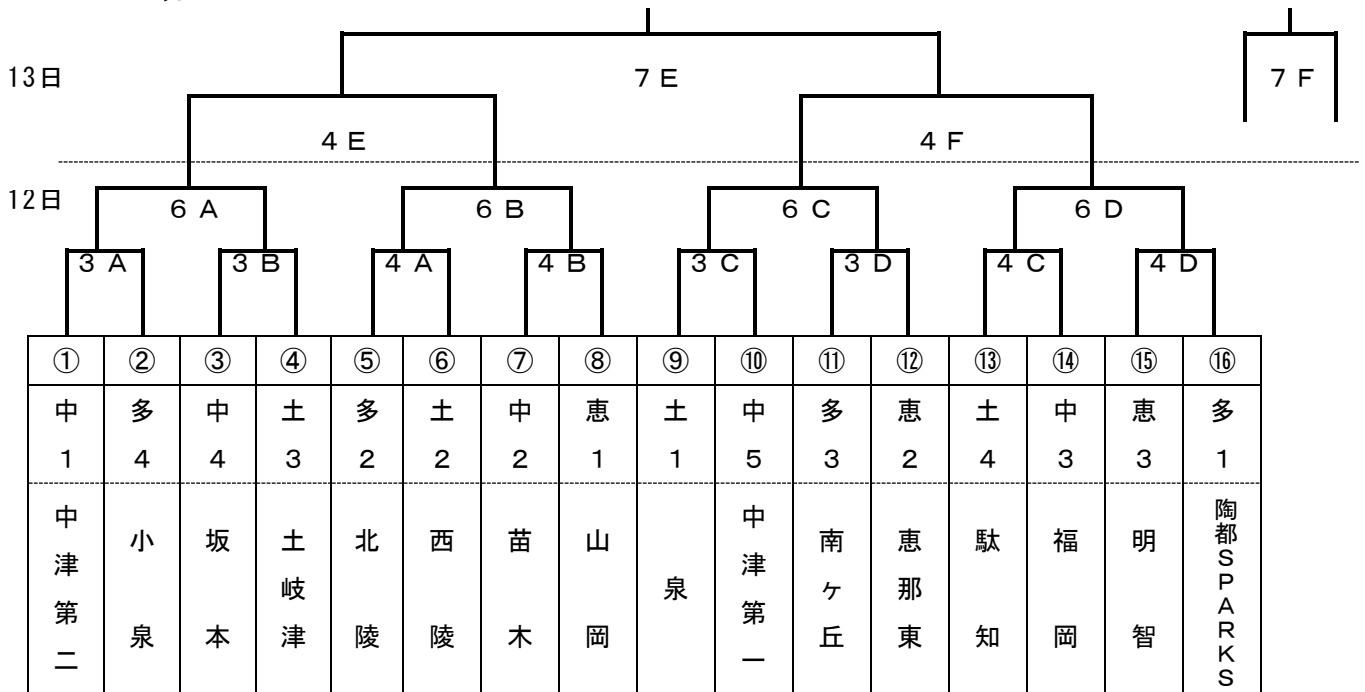 13日 7E 7F
4E 4F
12日 6A 6B 6C 6D
3A 3B 4A 4B 3C 3D 4C 4D
① ② ③ ④ ⑤ ⑥ ⑦ ⑧ ⑨ ⑩ ⑪ ⑫ ⑬ ⑭ ⑮ ⑯
中 多 中 土 多 土 中 恵 土 中 多 恵 土 中 恵 多
1 4 4 3 2 2 2 1 1 5 3 2 4 3 3 1
中津第二
小泉
坂本
土岐津
北陵
西陵
苗木
山岡
泉
中津第一
南ヶ丘
恵那東
駄知
福岡
明智
陶都SPARKS